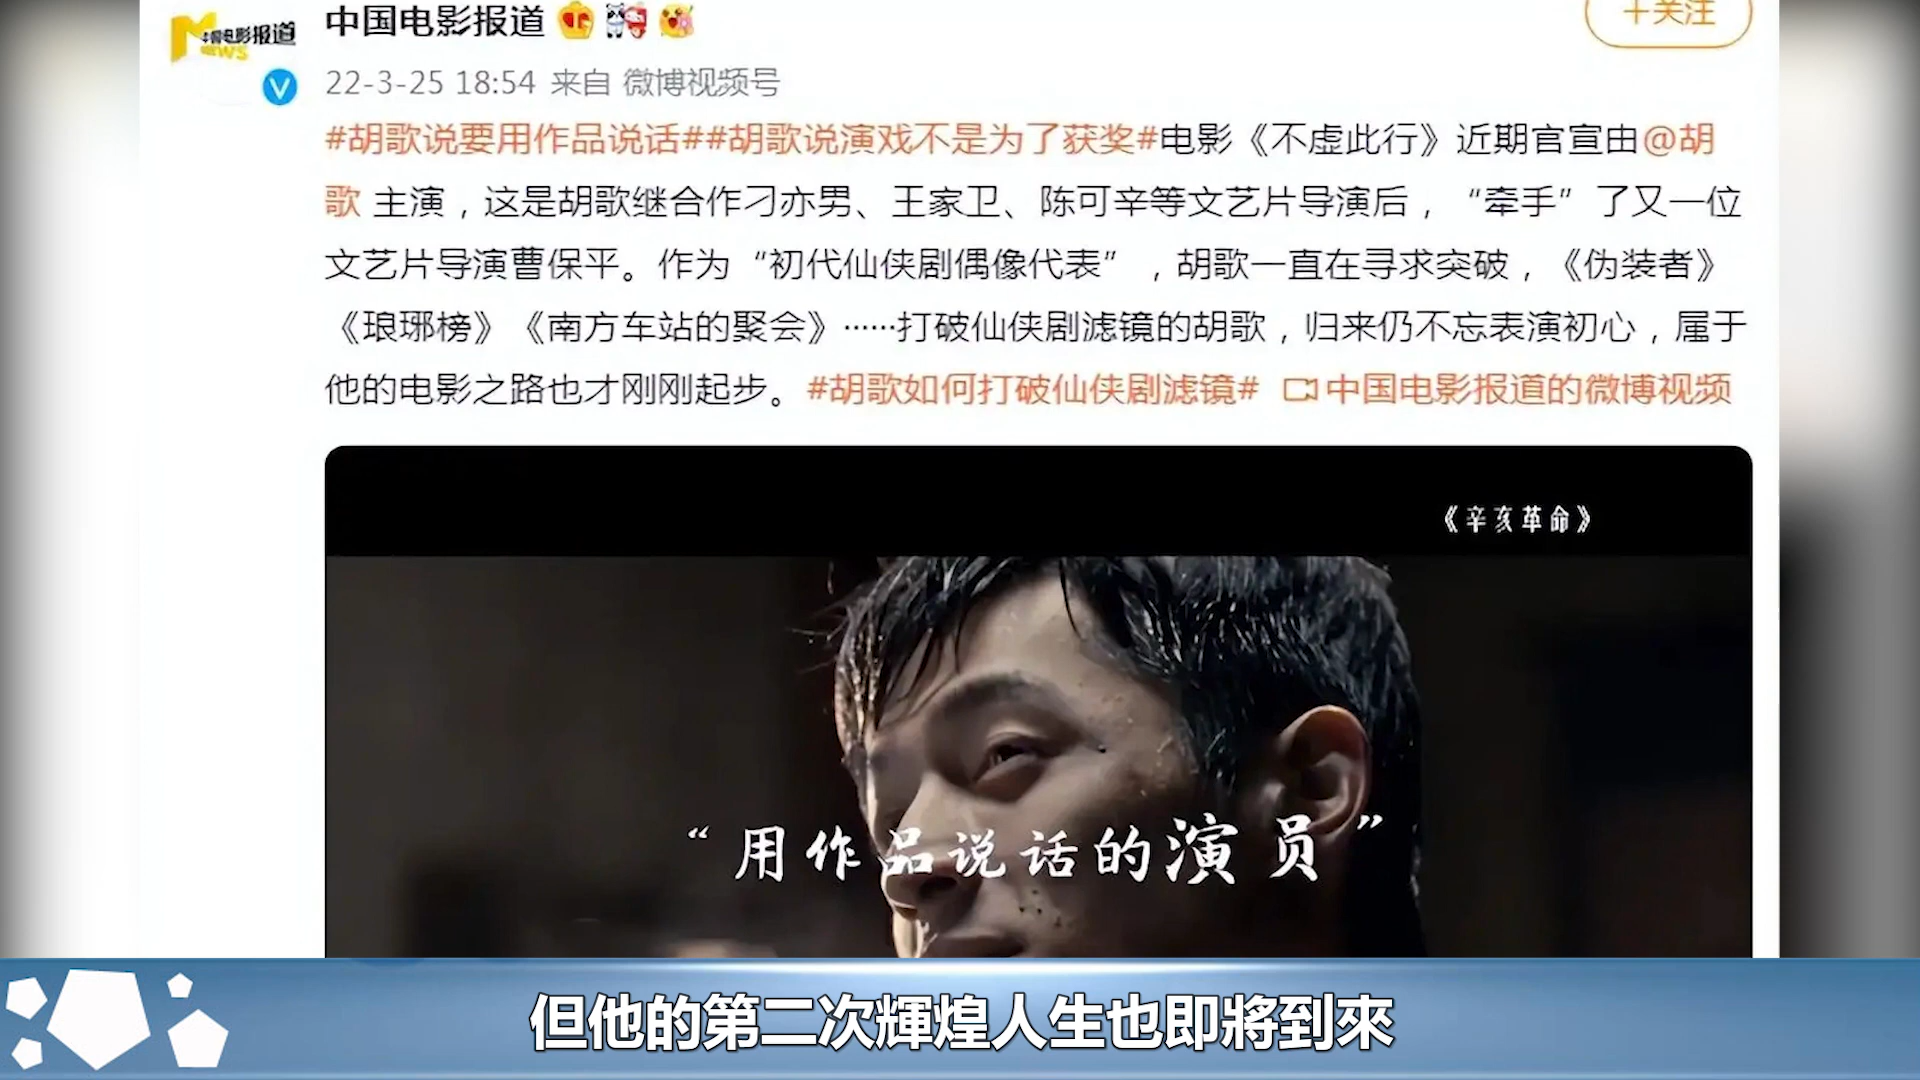 中国电影报道
中国电影报道
NEWS
+关注
22-3-25 18:54 来自 微博视频号
#胡歌说要用作品说话##胡歌说演戏不是为了获奖#电影《不虚此行》近期官宣由@胡
歌 主演，这是胡歌继合作刁亦男、王家卫、陈可辛等文艺片导演后，“牵手”了又一位
文艺片导演曹保平。作为“初代仙侠剧偶像代表”，胡歌一直在寻求突破，《伪装者》
《琅琊榜》《南方车站的聚会》……打破仙侠剧滤镜的胡歌，归来仍不忘表演初心，属于
他的电影之路也才刚刚起步。#胡歌如何打破仙侠剧滤镜# 中国电影报道的微博视频
《辛亥革命》
“用作品说话的演员”
但他的第二次輝煌人生也即將到來